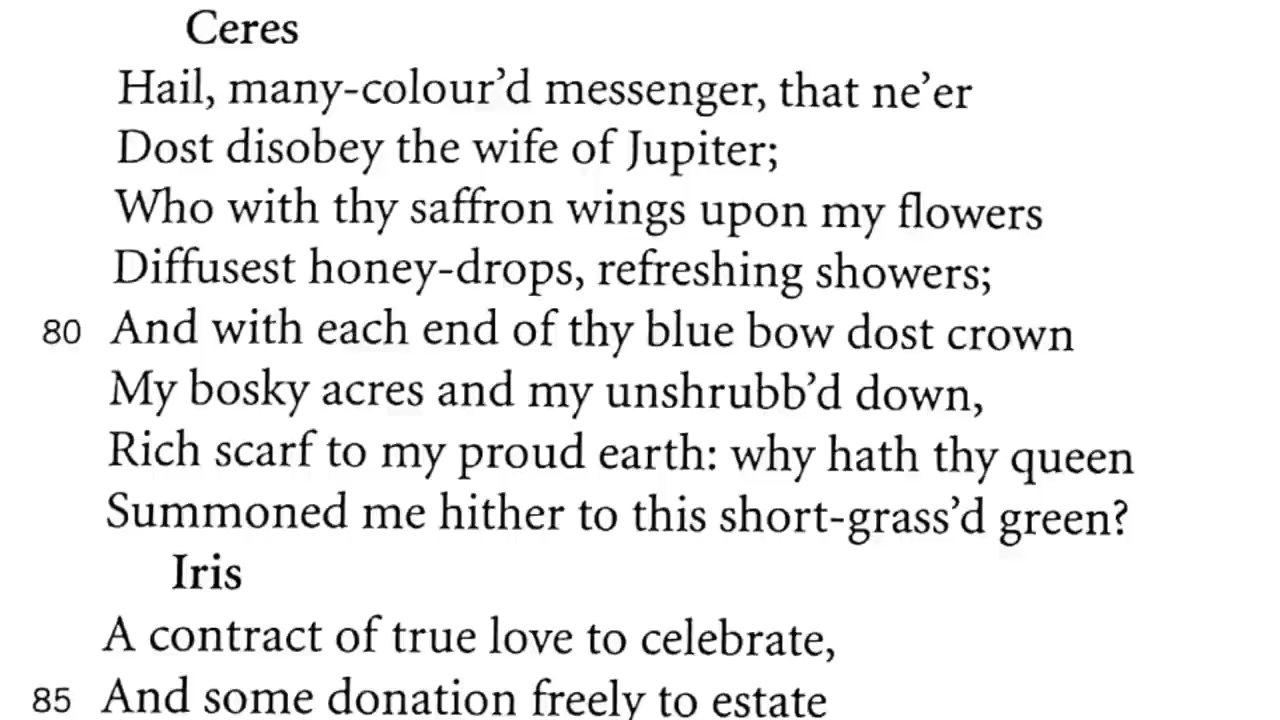 Ceres
Hail, many-colour’d messenger, that ne’er
Dost disobey the wife of Jupiter;
Who with thy saffron wings upon my flowers
Diffusest honey-drops, refreshing showers;
80 And with each end of thy blue bow dost crown
My bosky acres and my unshrubb’d down,
Rich scarf to my proud earth: why hath thy queen
Summoned me hither to this short-grass’d green?
Iris
A contract of true love to celebrate,
85 And some donation freely to estate